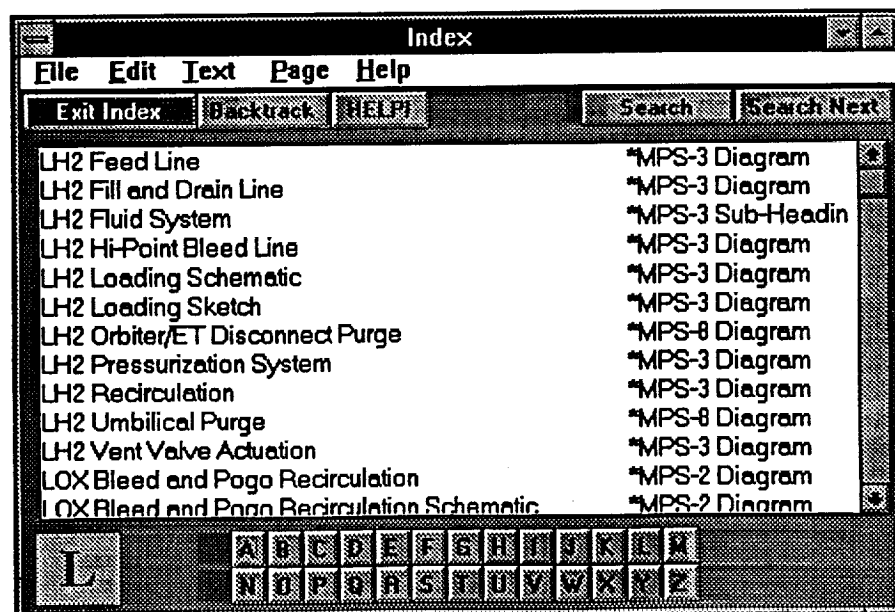 Index
File Edit Text Page Help
Exit Index Backtrack HELP! Search Search Next
LH2 Feed Line *MPS-3 Diagram
LH2 Fill and Drain Line *MPS-3 Diagram
LH2 Fluid System *MPS-3 Sub-Headin
LH2 Hi-Point Bleed Line *MPS-3 Diagram
LH2 Loading Schematic *MPS-3 Diagram
LH2 Loading Sketch *MPS-3 Diagram
LH2 Orbiter/ET Disconnect Purge *MPS-8 Diagram
LH2 Pressurization System *MPS-3 Diagram
LH2 Recirculation *MPS-3 Diagram
LH2 Umbilical Purge *MPS-8 Diagram
LH2 Vent Valve Actuation *MPS-3 Diagram
LOX Bleed and Pogo Recirculation *MPS-2 Diagram
LOX Bleed and Pogo Recirculation Schematic *MPS-2 Diagram
L A B C D E F G H I J K L M
N O P Q R S T U V W X Y Z